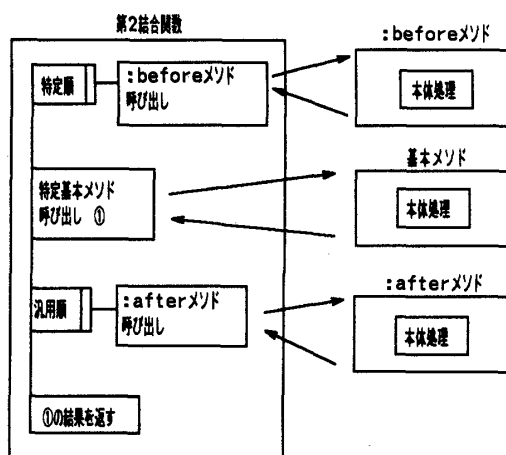 第2結合関数
:beforeメソド
特定順
:beforeメソド
呼び出し
本体処理
基本メソド
特定基本メソド
呼び出し ①
本体処理
:afterメソド
汎用順
:afterメソド
呼び出し
本体処理
①の結果を返す